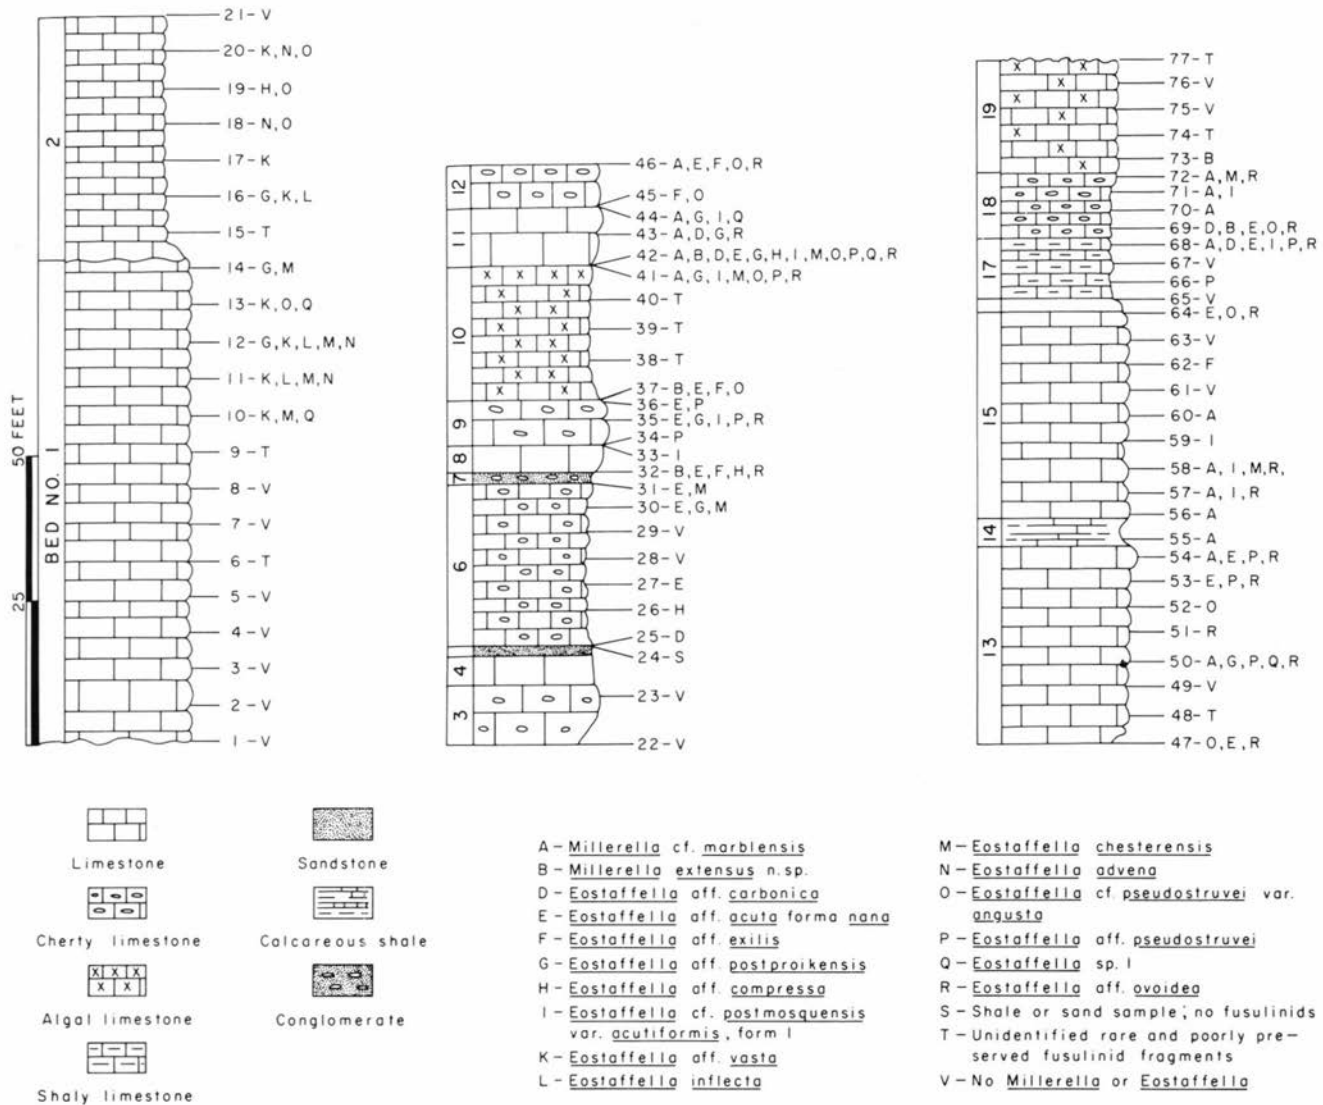 21-V
20-K,N,O
19-H,O
18-N,O
17-K
16-G,K,L
15-T
14-G,M
13-K,O,Q
12-G,K,L,M,N
11-K,L,M,N
10-K,M,Q
9-T
8-V
7-V
6-T
5-V
4-V
3-V
2-V
1-V
2
BED NO. 1
50 FEET
25
46-A,E,F,O,R
45-F,O
44-A,G,I,Q
43-A,D,G,R
42-A,B,D,E,G,H,I,M,O,P,Q,R
41-A,G,I,M,O,P,R
40-T
39-T
38-T
37-B,E,F,O
36-E,P
35-E,G,I,P,R
34-P
33-I
32-B,E,F,H,R
31-E,M
30-E,G,M
29-V
28-V
27-E
26-H
25-D
24-S
23-V
22-V
12
11
10
9
8
7
6
4
3
77-T
76-V
75-V
74-T
73-B
72-A,M,R
71-A,I
70-A
69-D,B,E,O,R
68-A,D,E,I,P,R
67-V
66-P
65-V
64-E,O,R
63-V
62-F
61-V
60-A
59-I
58-A,I,M,R,
57-A,I,R
56-A
55-A
54-A,E,P,R
53-E,P,R
52-O
51-R
50-A,G,P,Q,R
49-V
48-T
47-O,E,R
19
18
17
15
14
13
Limestone
Cherty limestone
Algal limestone
Shaly limestone
Sandstone
Calcareous shale
Conglomerate
A-Millerella cf. marblensis
B-Millerella extensus n.sp.
D-Eostaffella aff. carbonica
E-Eostaffella aff. acuta forma nana
F-Eostaffella aff. exilis
G-Eostaffella aff. postproikensis
H-Eostaffella aff. compressa
I-Eostaffella cf. postmosquensis
var. acutiformis, form I
K-Eostaffella aff. vasta
L-Eostaffella inflecta
M-Eostaffella chesterensis
N-Eostaffella advena
O-Eostaffella cf. pseudostruvei var.
angusta
P-Eostaffella aff. pseudostruvei
Q-Eostaffella sp. I
R-Eostaffella aff. ovoidea
S-Shale or sand sample; no fusulinids
T-Unidentified rare and poorly pre-
served fusulinid fragments
V-No Millerella or Eostaffella